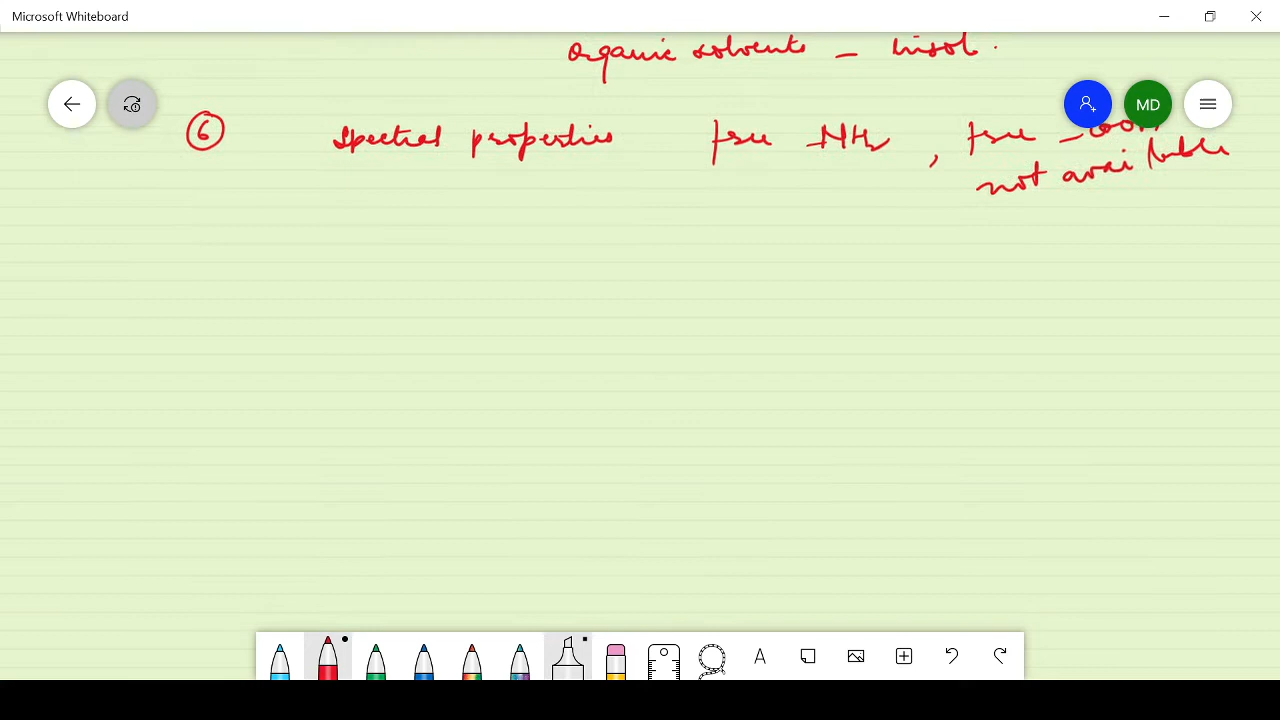 Microsoft Whiteboard
organic solvents – insol.
MD
6 spectral properties free –NH2, free –COOH
not available
A